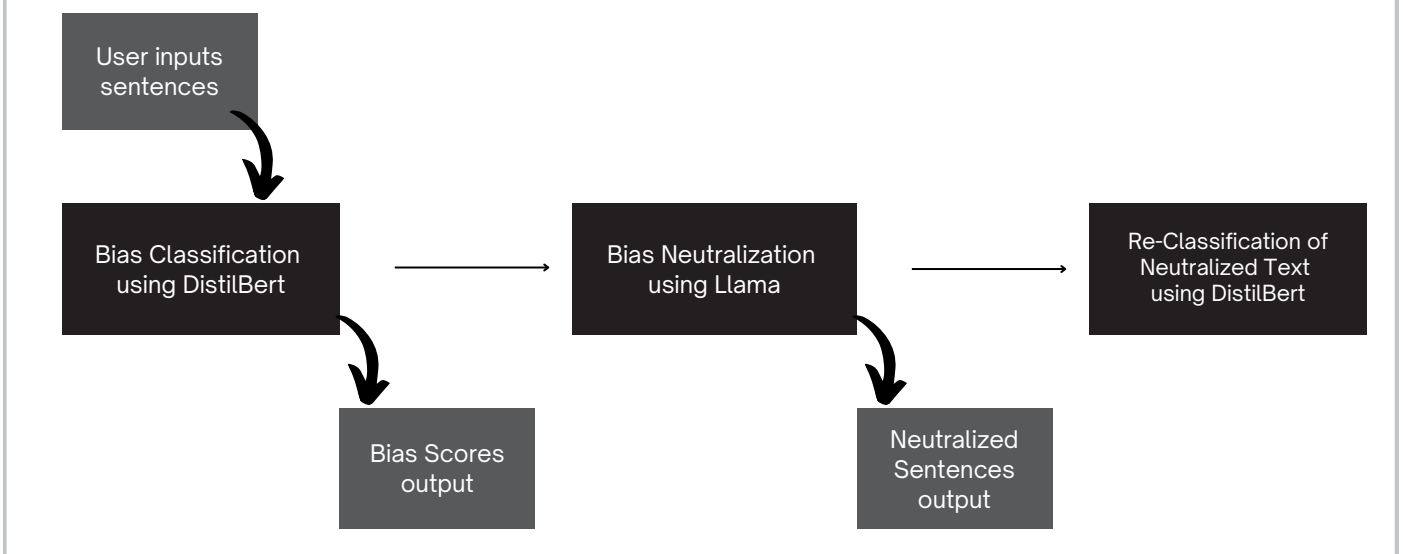 User inputs
sentences
Bias Classification
using DistilBert
Bias Neutralization
using Llama
Re-Classification of
Neutralized Text
using DistilBert
Bias Scores
output
Neutralized
Sentences
output